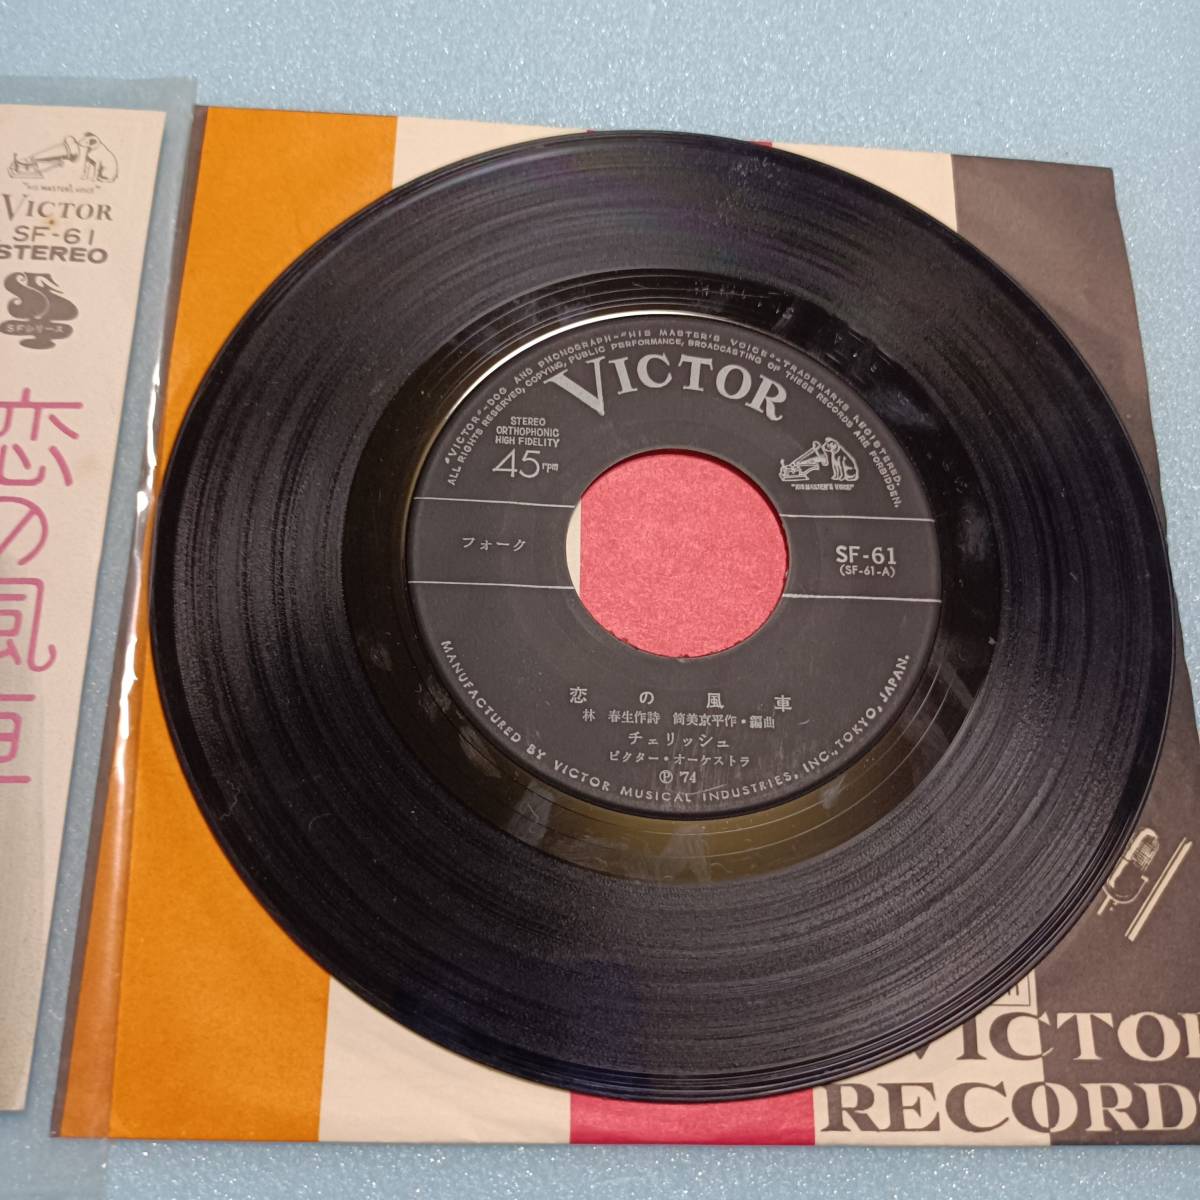 "HIS MASTER'S VOICE"
VICTOR
SF-61
STEREO
SFシリーズ
恋の風車
"VICTOR"-DOG AND PHONOGRAPH-"HIS MASTER'S VOICE"-TRADEMARKS REGISTERED.
ALL RIGHTS RESERVED, COPYING, PUBLIC PERFORMANCE, BROADCASTING OF THESE RECORDS ARE FORBIDDEN.
VICTOR
STEREO
ORTHOPHONIC
HIGH FIDELITY
45rpm
"HIS MASTER'S VOICE"
フォーク
SF-61
(SF-61-A)
恋の風車
林 春生作詩 筒美京平作・編曲
チェリッシュ
ビクター・オーケストラ
Ⓟ '74
MANUFACTURED BY VICTOR MUSICAL INDUSTRIES, INC., TOKYO, JAPAN.
VICTOR
RECORD